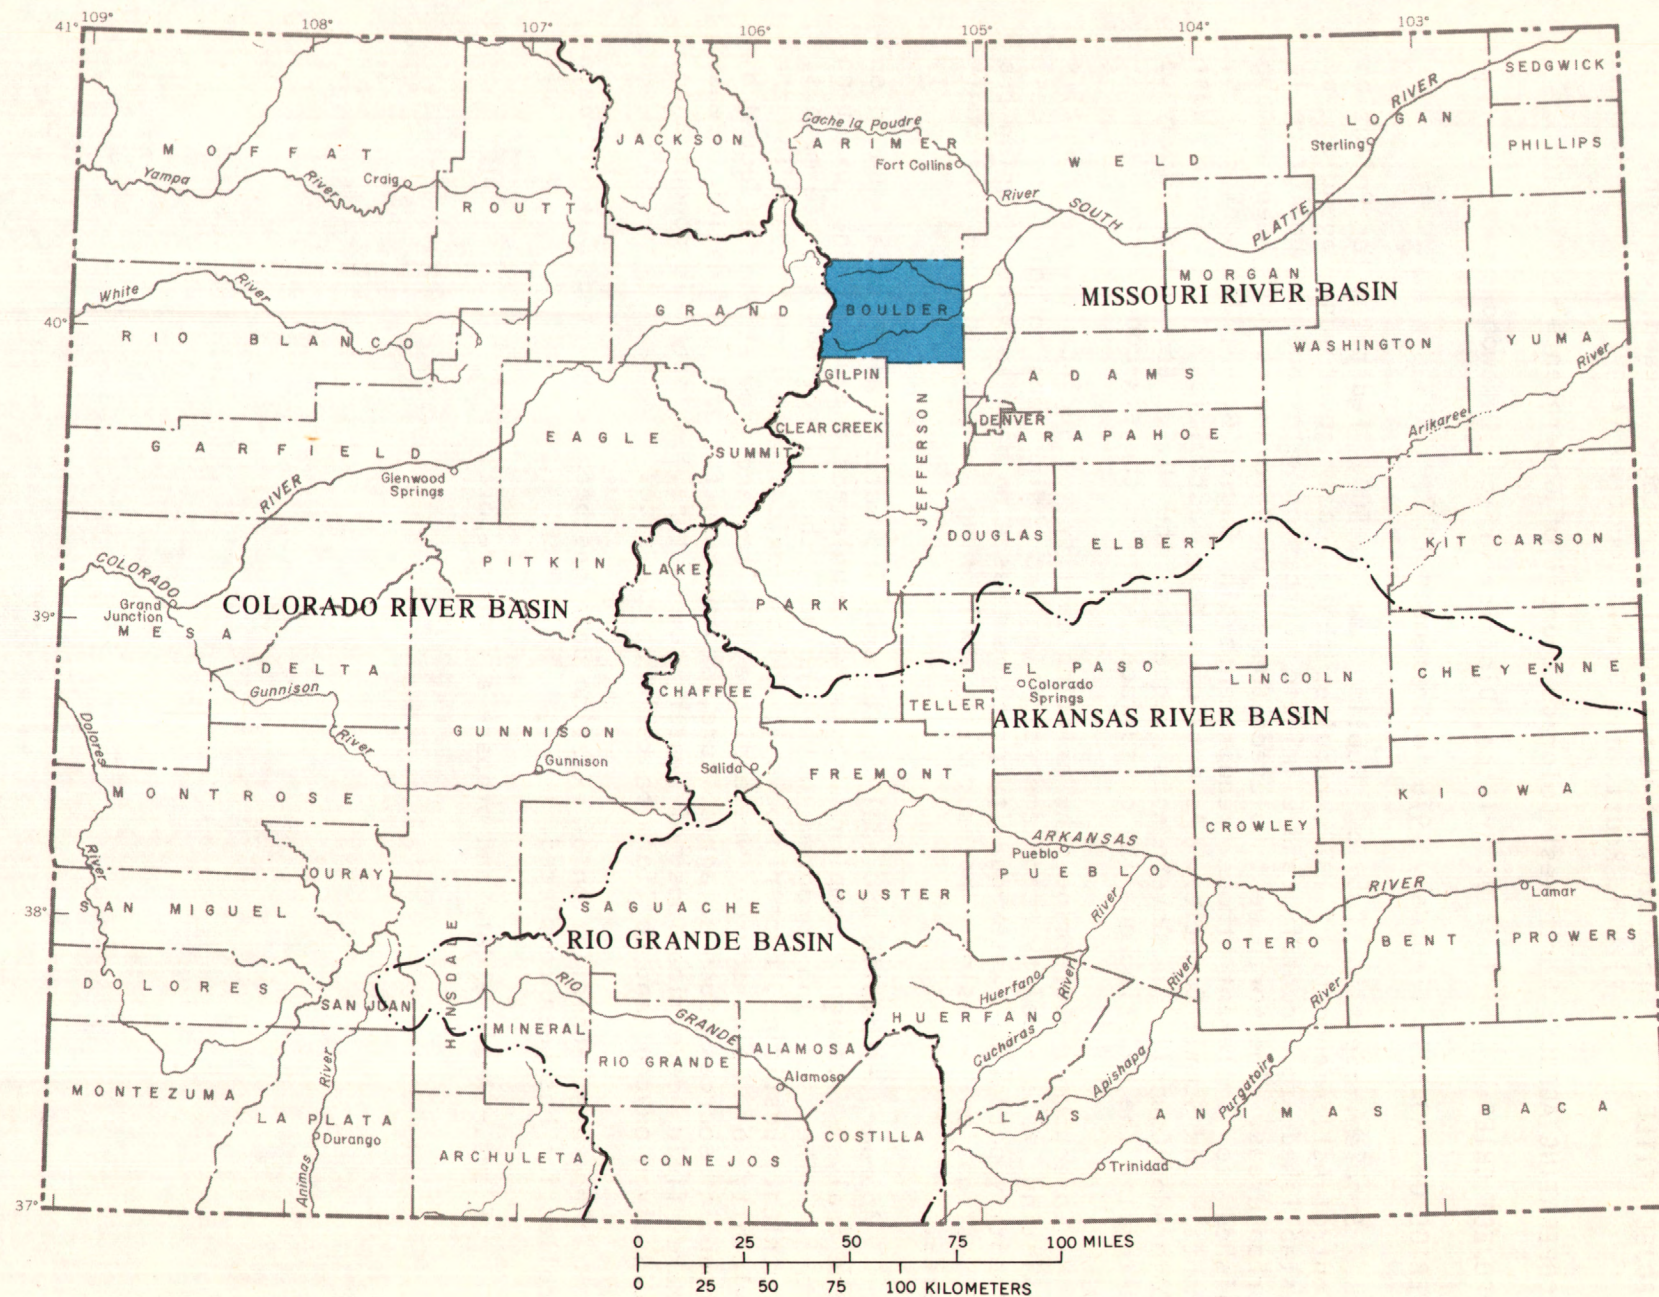 41° 109° 108° 107° 106° 105° 104° 103°
SEDGWICK
RIVER
LOGAN
Cache la Poudre
JACKSON
LARIMER
Sterling
PHILLIPS
MOFFAT
WELD
Fort Collins
Yampa
River
Craig
River
SOUTH
ROUTT
PLATTE
MORGAN
White
River
MISSOURI RIVER BASIN
GRAND
BOULDER
40°
RIO BLANCO
WASHINGTON
YUMA
River
GILPIN
ADAMS
JEFFERSON
DENVER
Arikaree
CLEAR CREEK
ARAPAHOE
GARFIELD
EAGLE
SUMMIT
Glenwood
Springs
RIVER
DOUGLAS
ELBERT
KIT CARSON
PITKIN
LAKE
COLORADO
Grand
Junction
COLORADO RIVER BASIN
PARK
39°
MESA
DELTA
EL PASO
CHEYENNE
Gunnison
CHAFFEE
Colorado
Springs
LINCOLN
TELLER
Dolores
ARKANSAS RIVER BASIN
GUNNISON
River
Gunnison
Salida
FREMONT
MONTROSE
KIOWA
CROWLEY
ARKANSAS
Pueblo
River
OURAY
PUEBLO
RIVER
Lamar
CUSTER
SAN MIGUEL
SAGUACHE
River
38°
HINSDALE
RIO GRANDE BASIN
OTERO
BENT
PROWERS
DOLORES
RIO
Huerfano
River
River
River
SAN JUAN
HUERFANO
MINERAL
GRANDE
ALAMOSA
Cucharas
RIO GRANDE
Alamosa
Apishapa
Purgatoire
MONTEZUMA
River
LAS ANIMAS
BACA
LA PLATA
Durango
COSTILLA
ARCHULETA
CONEJOS
Trinidad
Animas
37°
0 25 50 75 100 MILES
0 25 50 75 100 KILOMETERS